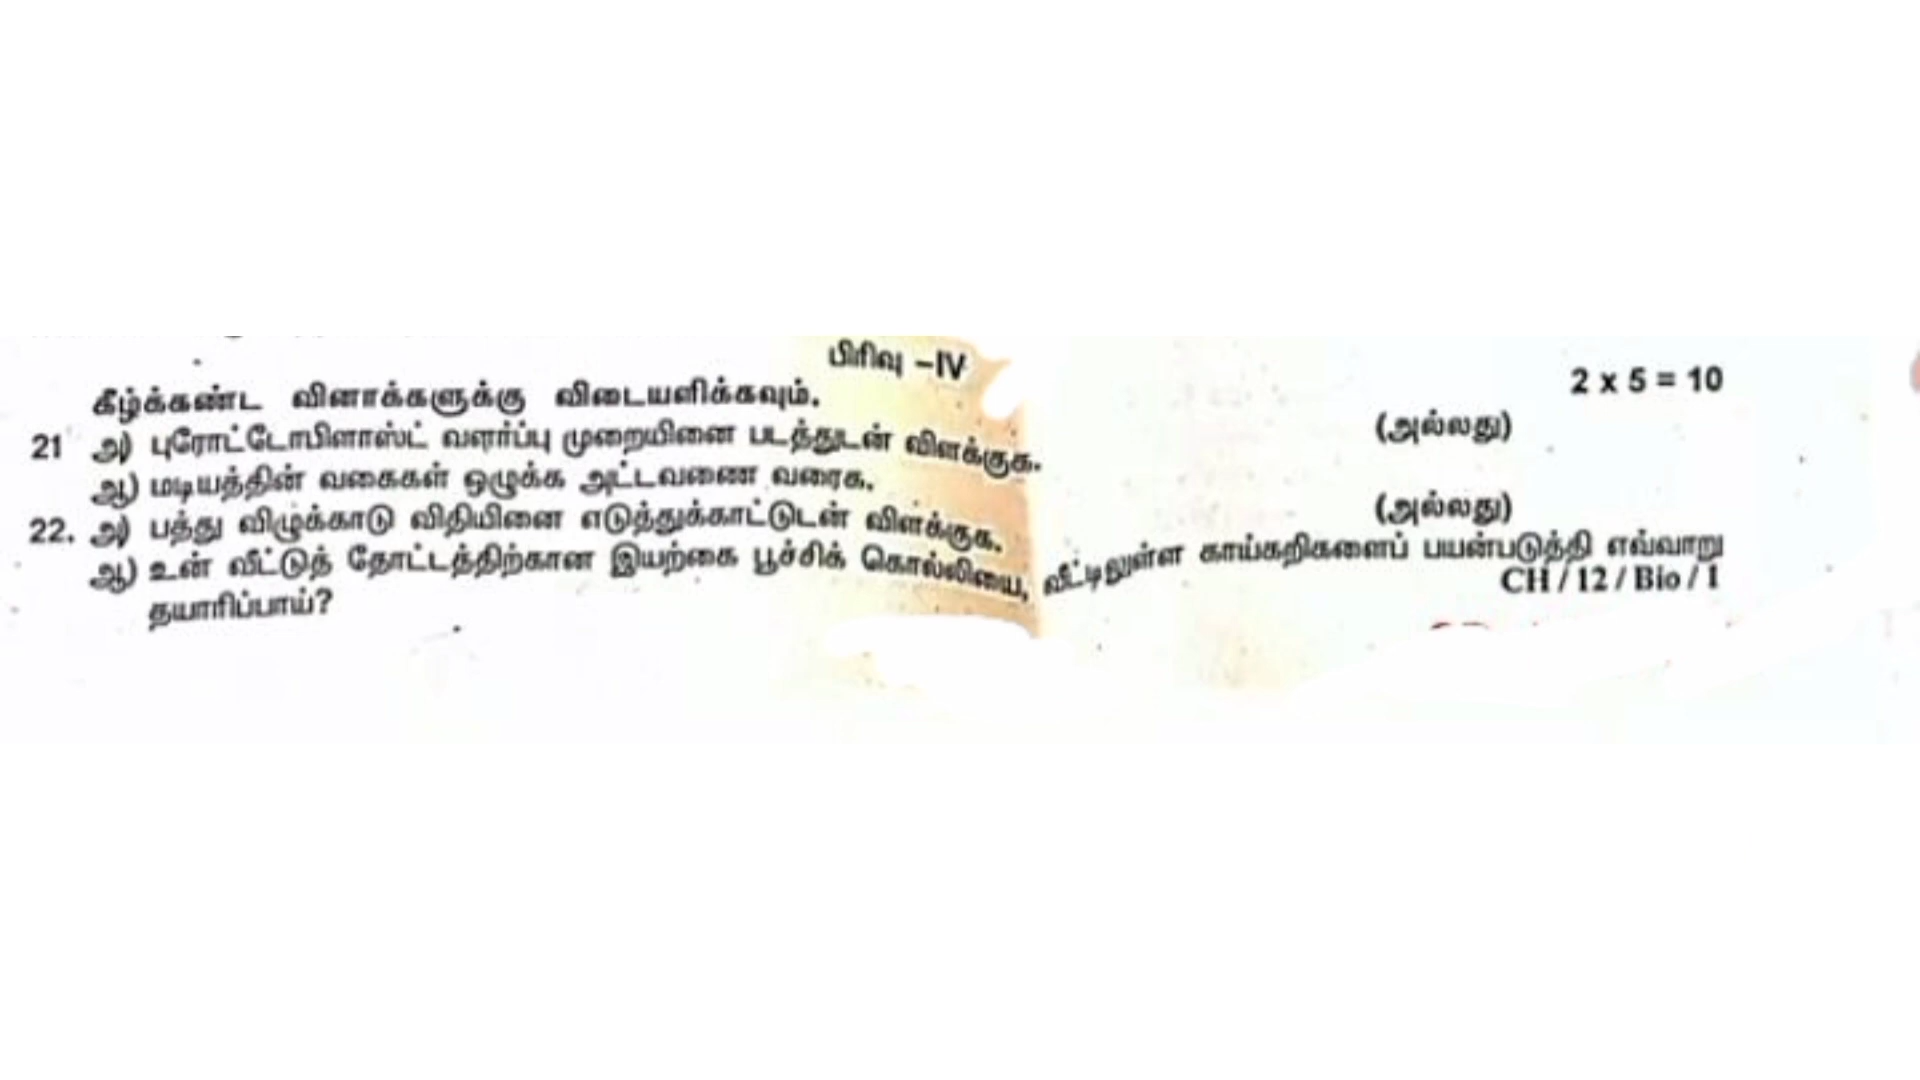 பிரிவு –IV
கீழ்க்கண்ட வினாக்களுக்கு விடையளிக்கவும். 2 x 5 = 10
21 அ) புரோட்டோபிளாஸ்ட் வளர்ப்பு முறையினை படத்துடன் விளக்குக. (அல்லது)
ஆ) மடியத்தின் வகைகள் ஒழுக்க அட்டவணை வரைக.
22. அ) பத்து விழுக்காடு விதியினை எடுத்துக்காட்டுடன் விளக்குக. (அல்லது)
ஆ) உன் வீட்டுத் தோட்டத்திற்கான இயற்கை பூச்சிக் கொல்லியை, வீட்டிலுள்ள காய்கறிகளைப் பயன்படுத்தி எவ்வாறு
தயாரிப்பாய்? CH / 12 / Bio / 1